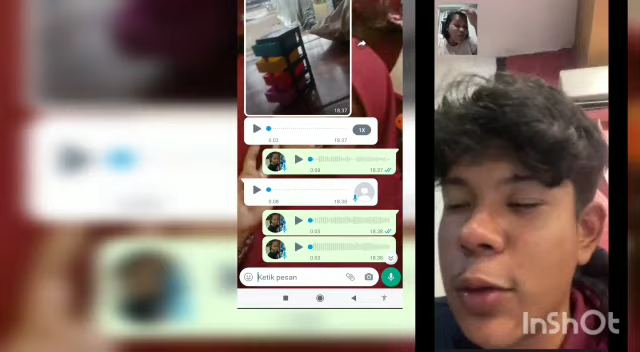 18.37
1X
0.03 18.37
0.08 18.37
0.08 18.38
0.03 18.38
0.03 18.38
Ketik pesan
InShOt